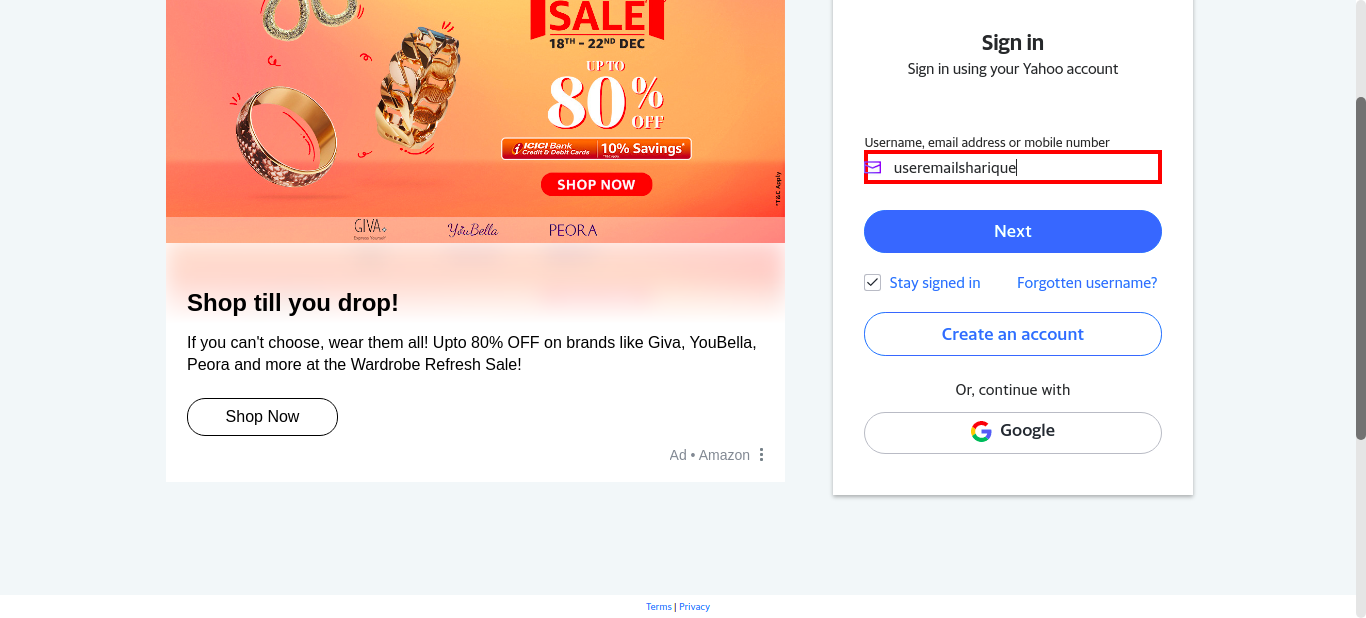 SALE
18TH - 22ND DEC
UP TO
80% OFF
ICICI Bank
Credit & Debit Cards
10% Savings*
SHOP NOW
*T&C Apply
GIVA
YouBella
PEORA
Shop till you drop!
If you can't choose, wear them all! Upto 80% OFF on brands like Giva, YouBella,
Peora and more at the Wardrobe Refresh Sale!
Shop Now
Ad • Amazon
Sign in
Sign in using your Yahoo account
Username, email address or mobile number
useremailsharique
Next
Stay signed in
Forgotten username?
Create an account
Or, continue with
Google
Terms | Privacy